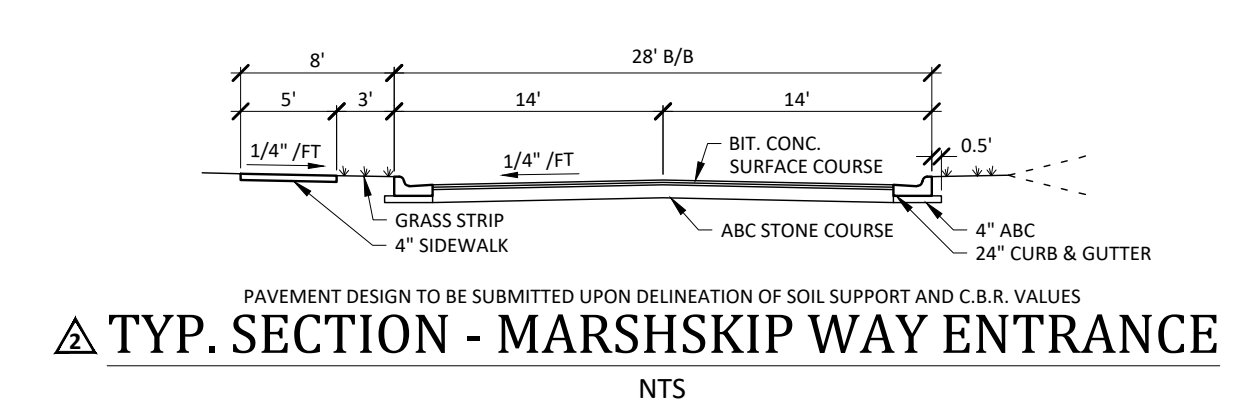 8'
28' B/B
5'
3'
14'
14'
0.5'
1/4" /FT
1/4" /FT
BIT. CONC.
SURFACE COURSE
GRASS STRIP
4" SIDEWALK
ABC STONE COURSE
4" ABC
24" CURB & GUTTER
PAVEMENT DESIGN TO BE SUBMITTED UPON DELINEATION OF SOIL SUPPORT AND C.B.R. VALUES
2 TYP. SECTION - MARSHSKIP WAY ENTRANCE
NTS